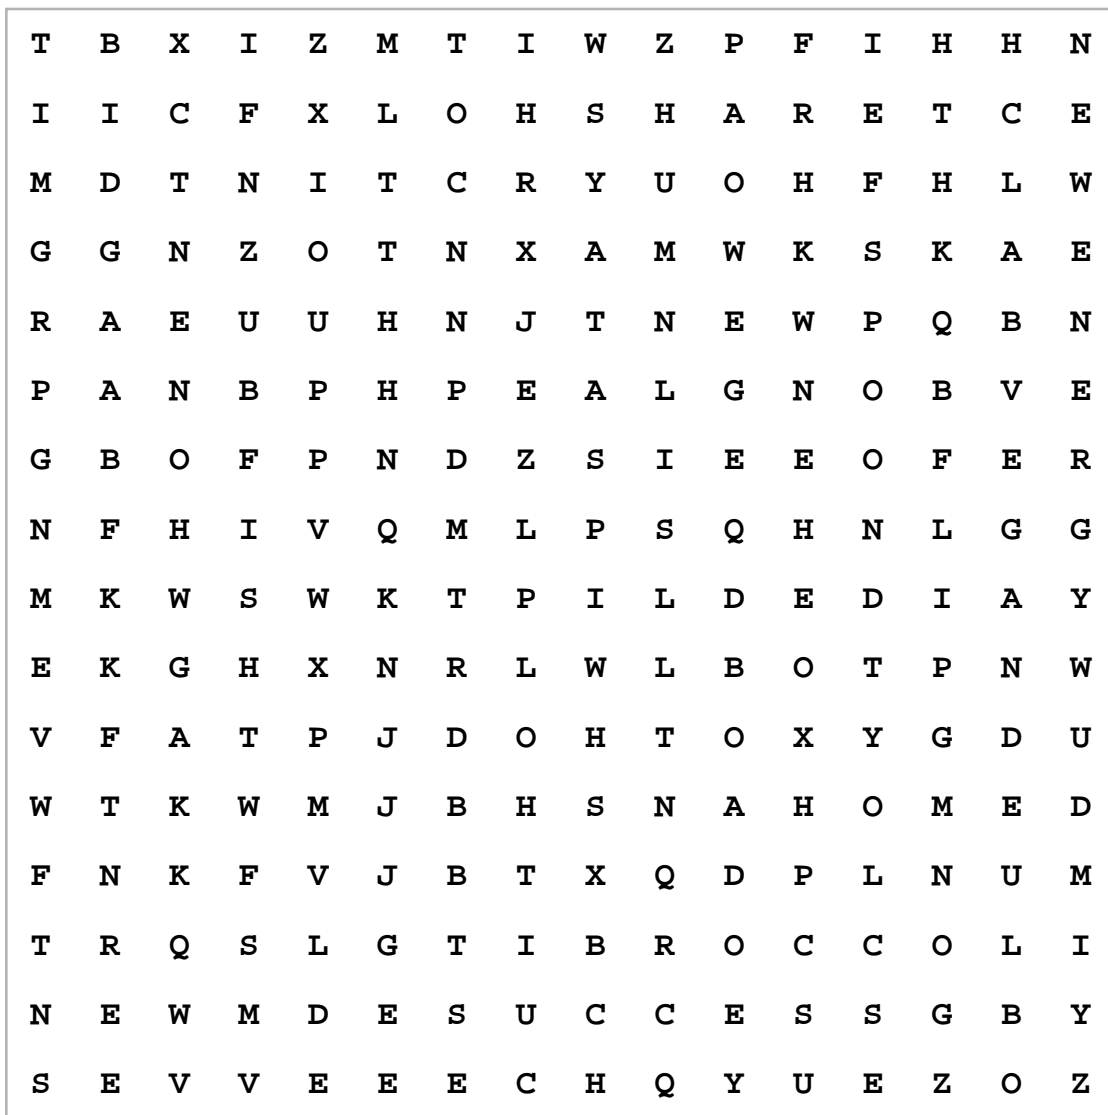 T B X I Z M T I W Z P F I H H N
I I C F X L O H S H A R E T C E
M D T N I T C R Y U O H F H L W
G G N Z O T N X A M W K S K A E
R A E U U H N J T N E W P Q B N
P A N B P H P E A L G N O B V E
G B O F P N D Z S I E E O F E R
N F H I V Q M L P S Q H N L G G
M K W S W K T P I L D E D I A Y
E K G H X N R L W L B O T P N W
V F A T P J D O H T O X Y G D U
W T K W M J B H S N A H O M E D
F N K F V J B T X Q D P L N U M
T R Q S L G T I B R O C C O L I
N E W M D E S U C C E S S G B Y
S E V V E E E C H Q Y U E Z O Z